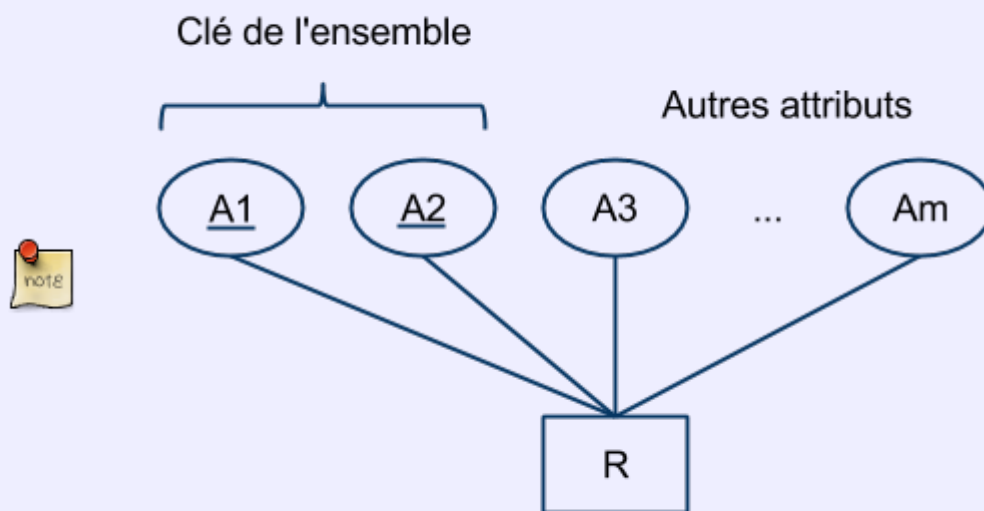 Clé de l'ensemble
Autres attributs
A1 A2 A3 ... Am
note
R